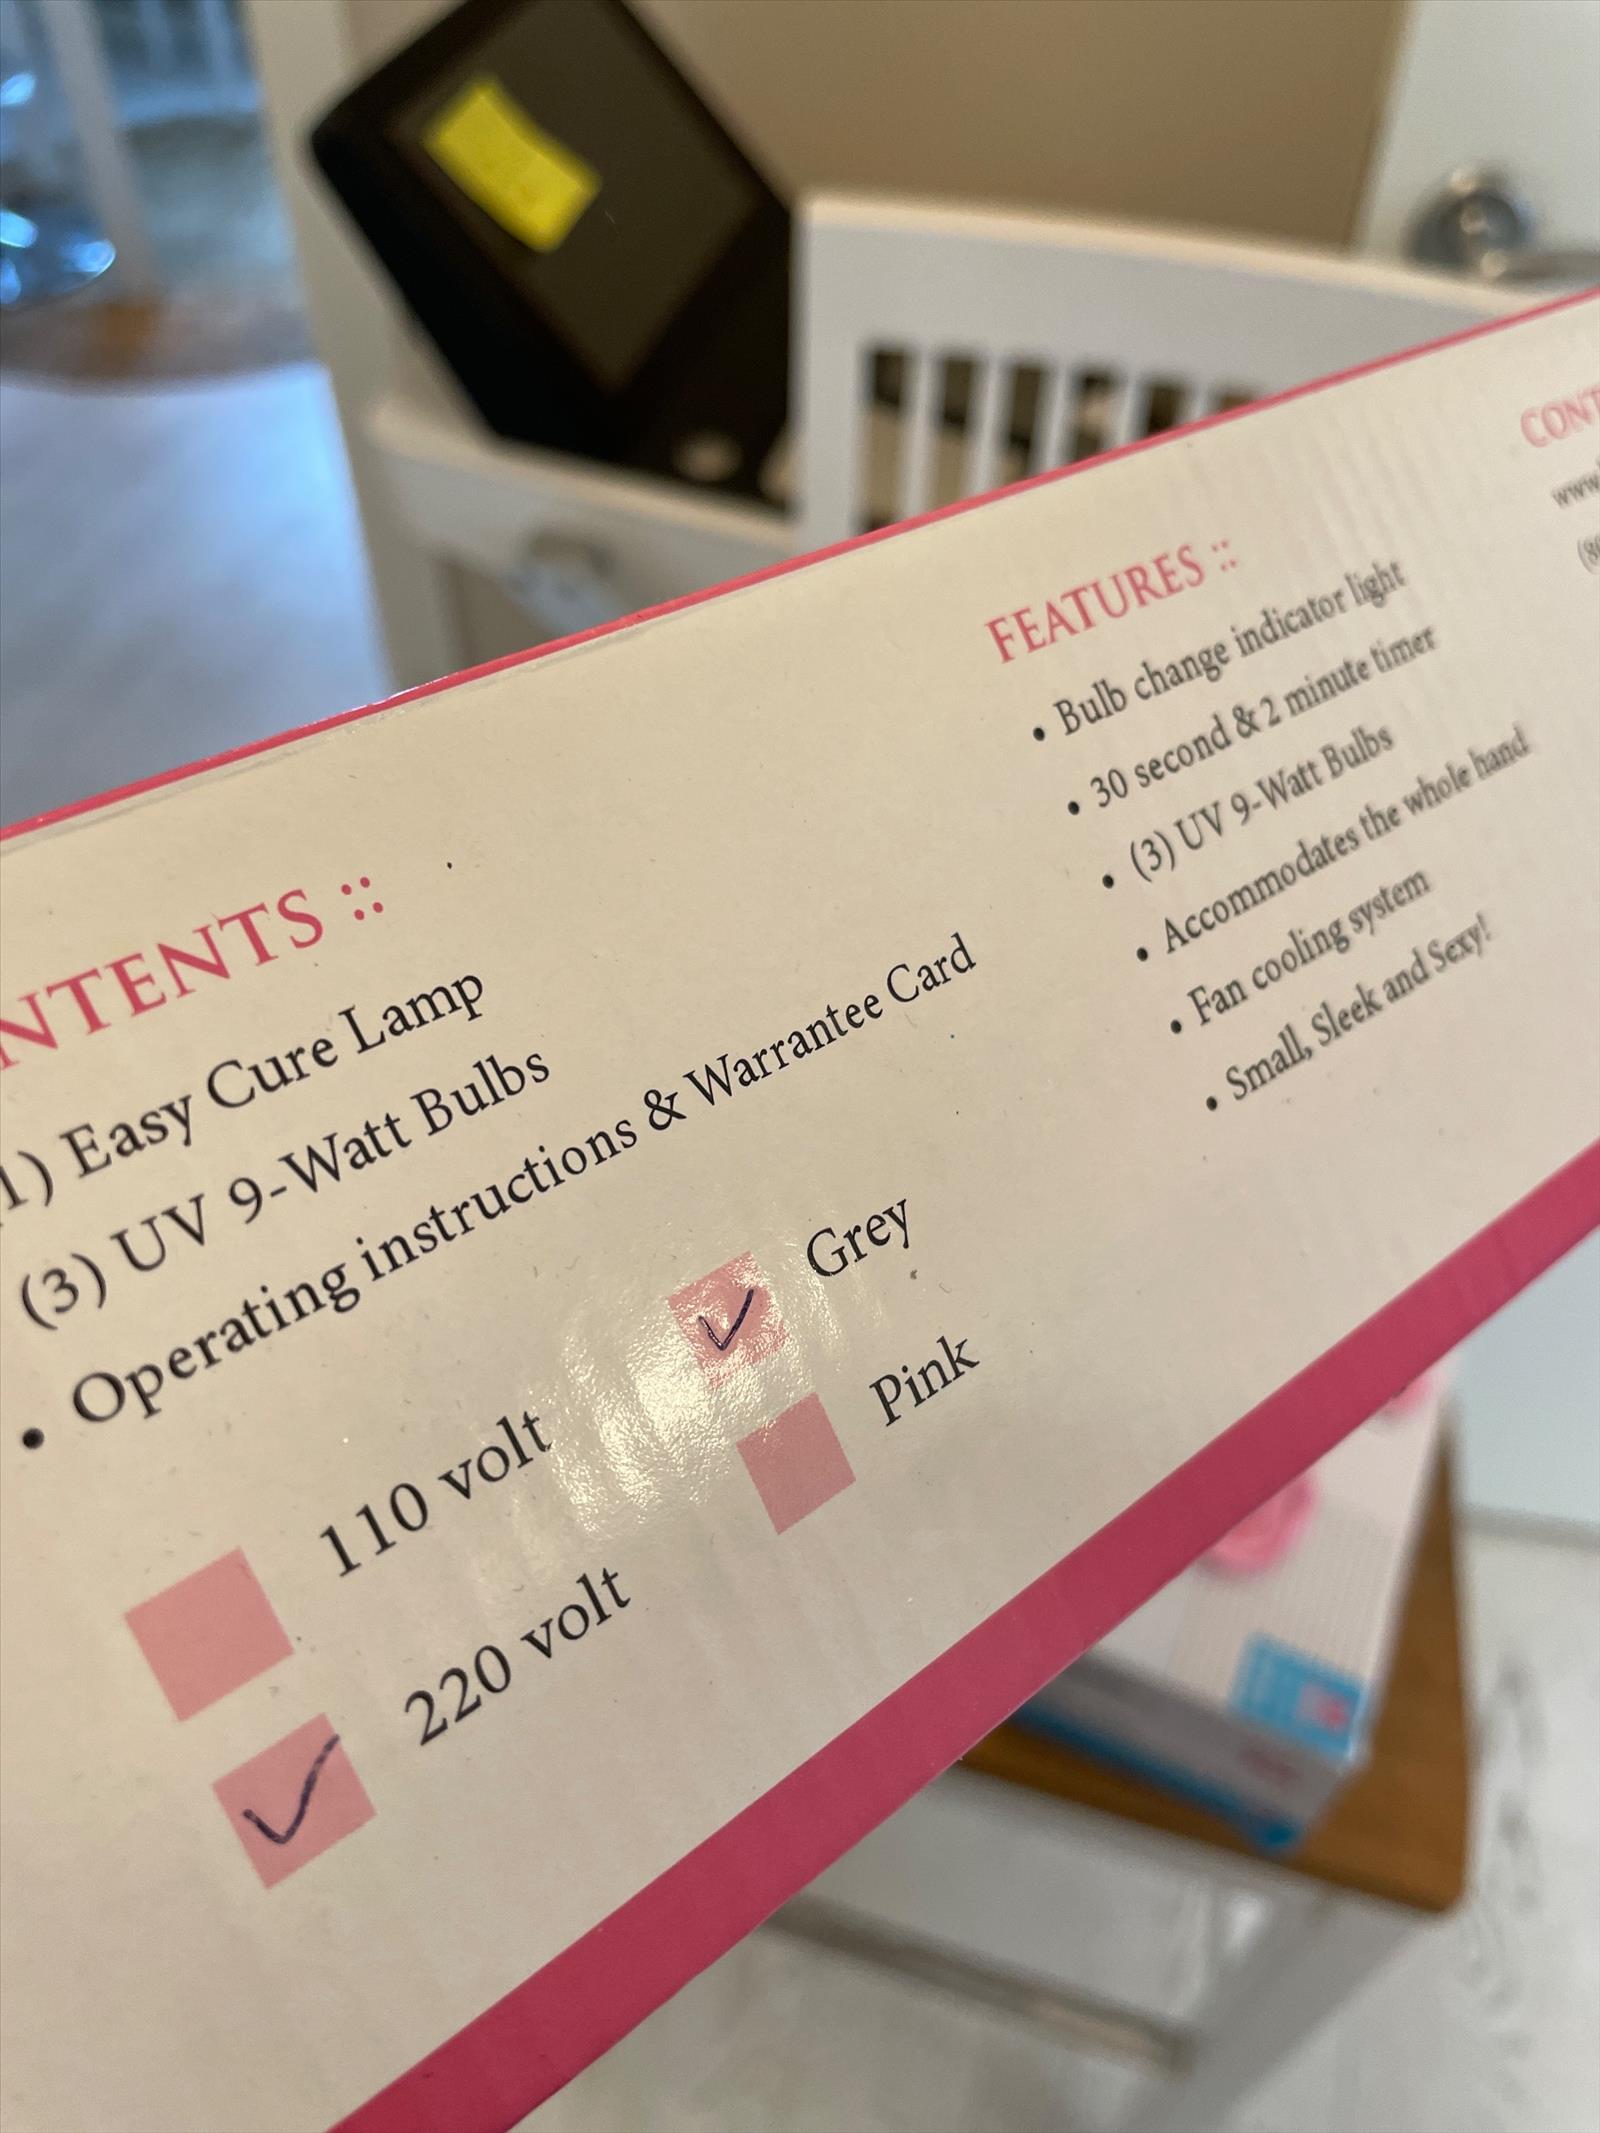 NTENTS ::
1) Easy Cure Lamp
(3) UV 9-Watt Bulbs
• Operating instructions & Warrantee Card
110 volt
220 volt
Grey
Pink
FEATURES ::
• Bulb change indicator light
• 30 second & 2 minute timer
• (3) UV 9-Watt Bulbs
• Accommodates the whole hand
• Fan cooling system
• Small, Sleek and Sexy!
CONT
www.